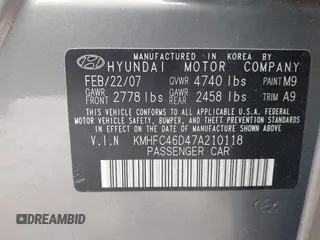 MANUFACTURED IN KOREA BY
HYUNDAI MOTOR COMPANY
FEB/22/07 GVWR 4740 lbs PAINT M9
GAWR FRONT 2778 lbs GAWR REAR 2458 lbs TRIM A9
THIS VEHICLE CONFORMS TO ALL APPLICABLE
U.S.A. FEDERAL MOTOR VEHICLE SAFETY, BUMPER,
AND THEFT PREVENTION STANDARDS IN EFFECT ON
THE DATE OF MANUFACTURE SHOWN ABOVE.
V.I.N KMHFC46D47A210118
PASSENGER CAR
DREAMBID